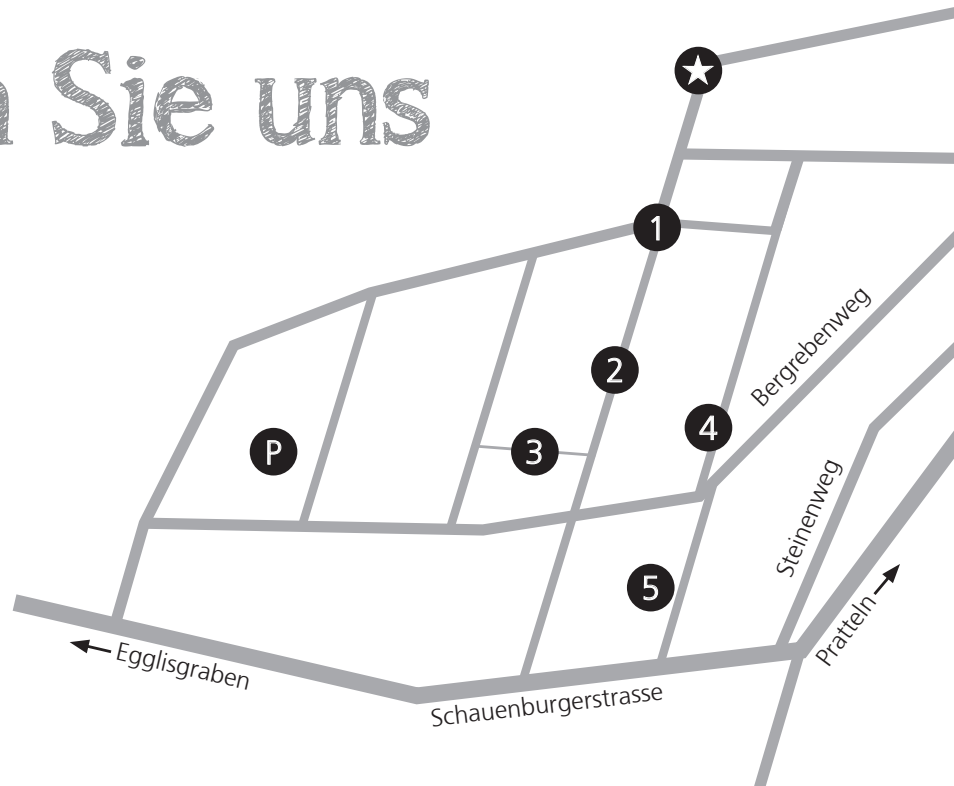 Sie uns
1
Bergrebenweg
2
4
P
3
Steinenweg
5
Pratteln
Egglisgraben
Schauenburgerstrasse